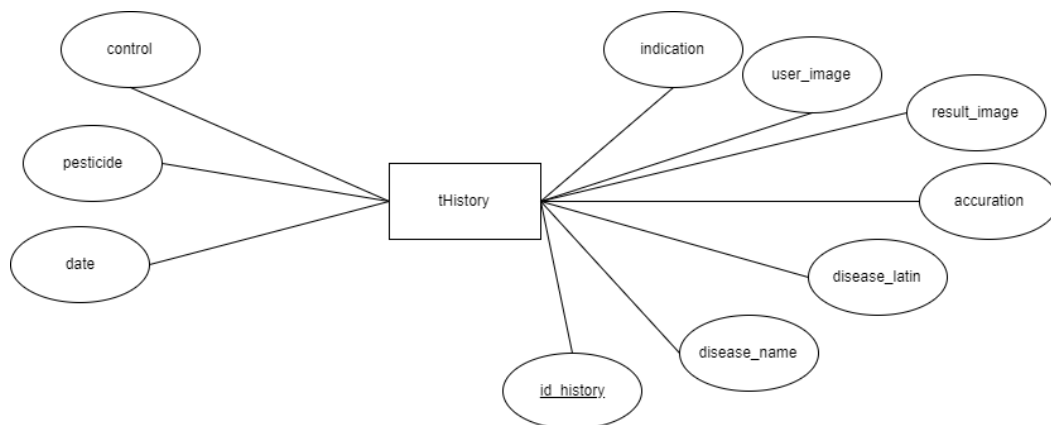 control
indication
user_image
result_image
pesticide
tHistory
accuration
date
disease_latin
disease_name
id_history